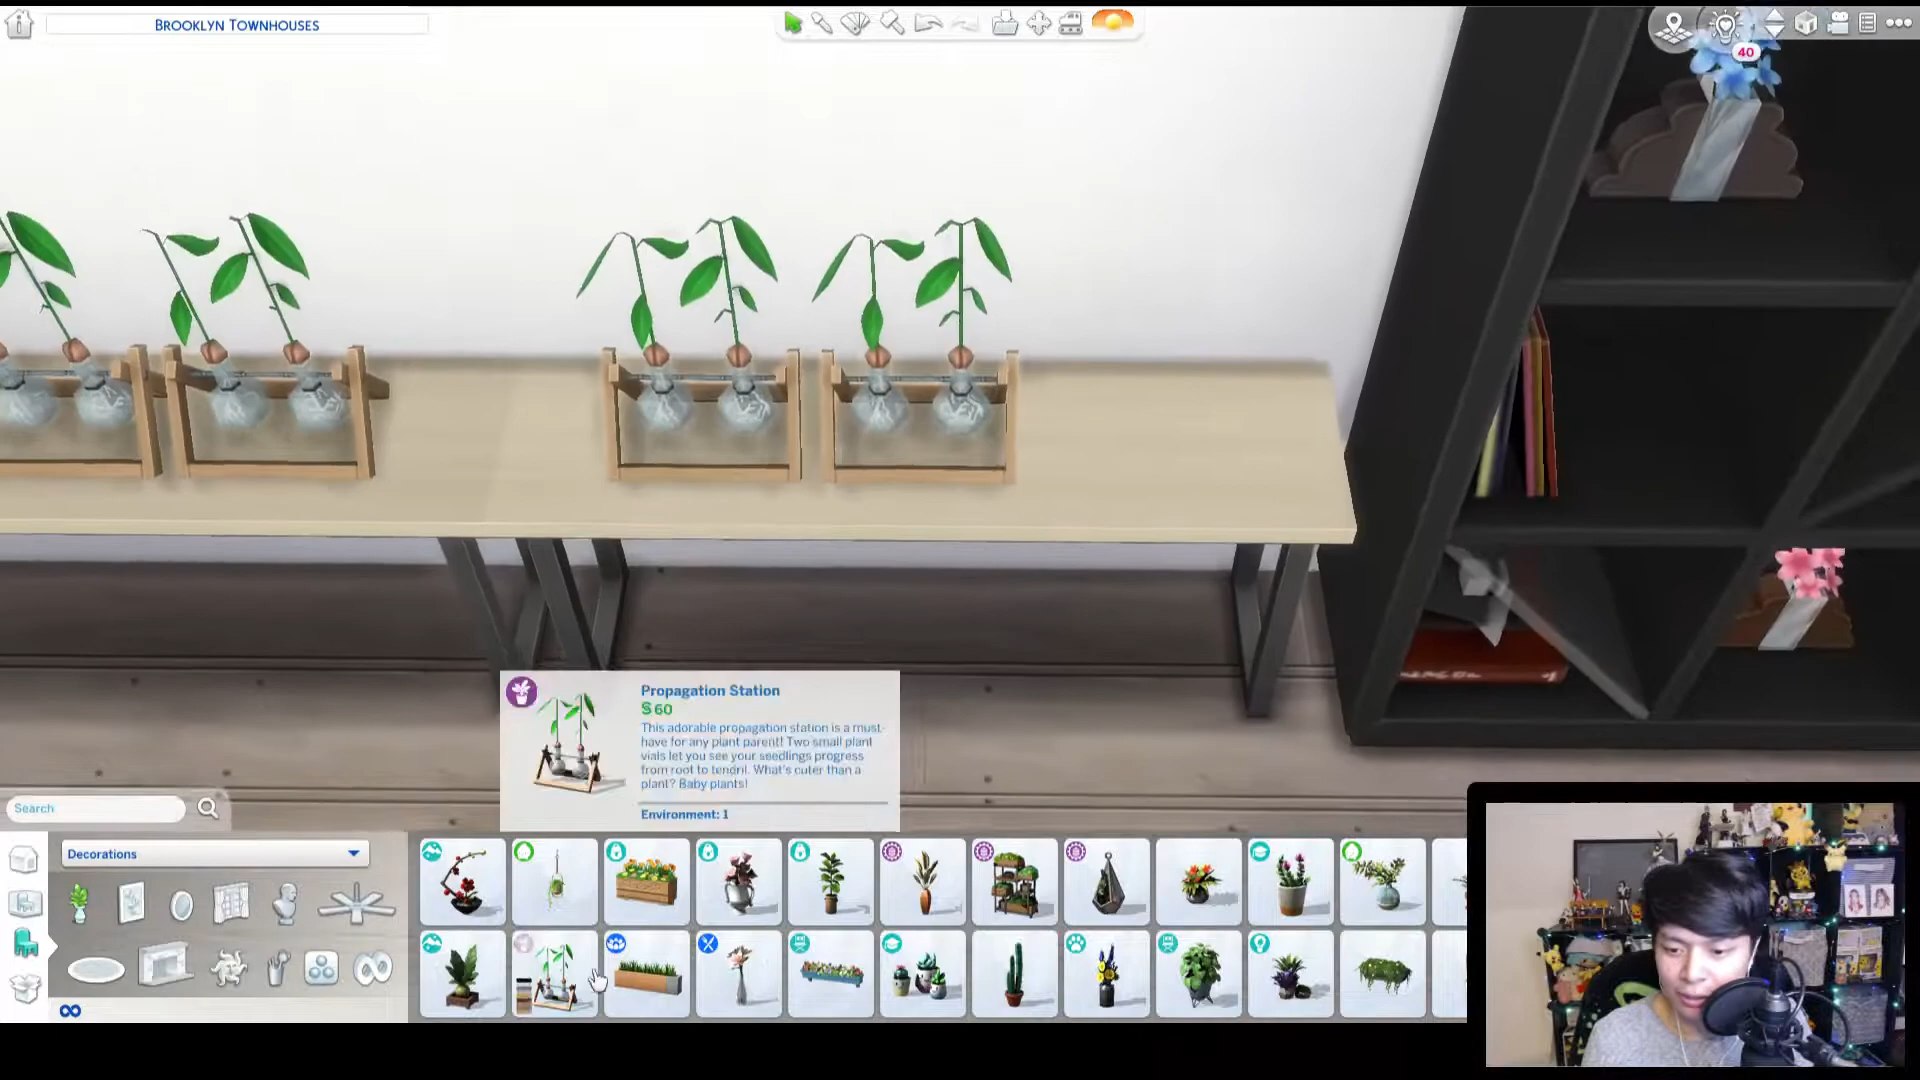 BROOKLYN TOWNHOUSES
40
Propagation Station
§60
This adorable propagation station is a must-
have for any plant parent! Two small plant
vials let you see your seedlings progress
from root to tendril. What's cuter than a
plant? Baby plants!
Environment: 1
Search
Decorations